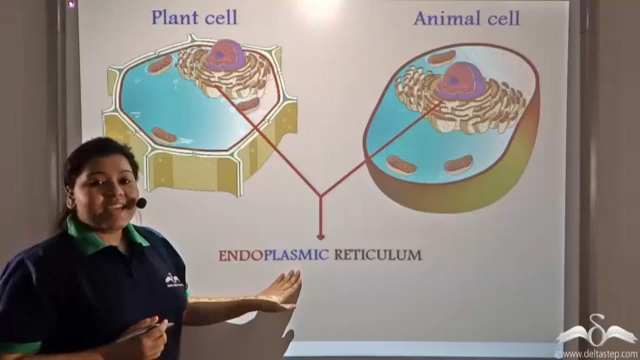 Plant cell
Animal cell
ENDOPLASMIC RETICULUM
©www.deltastep.com